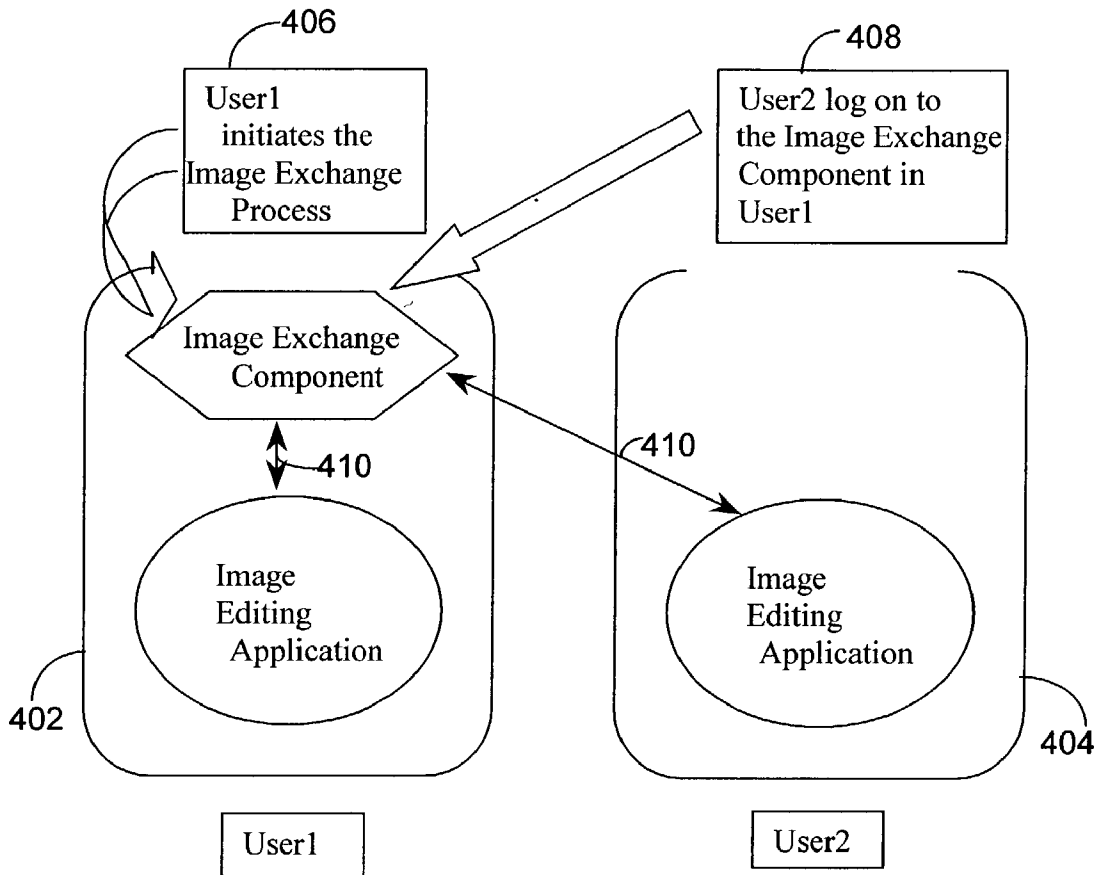 406
User1
initiates the
Image Exchange
Process
408
User2 log on to
the Image Exchange
Component in
User1
Image Exchange
Component
410
410
Image
Editing
Application
Image
Editing
Application
402
404
User1
User2